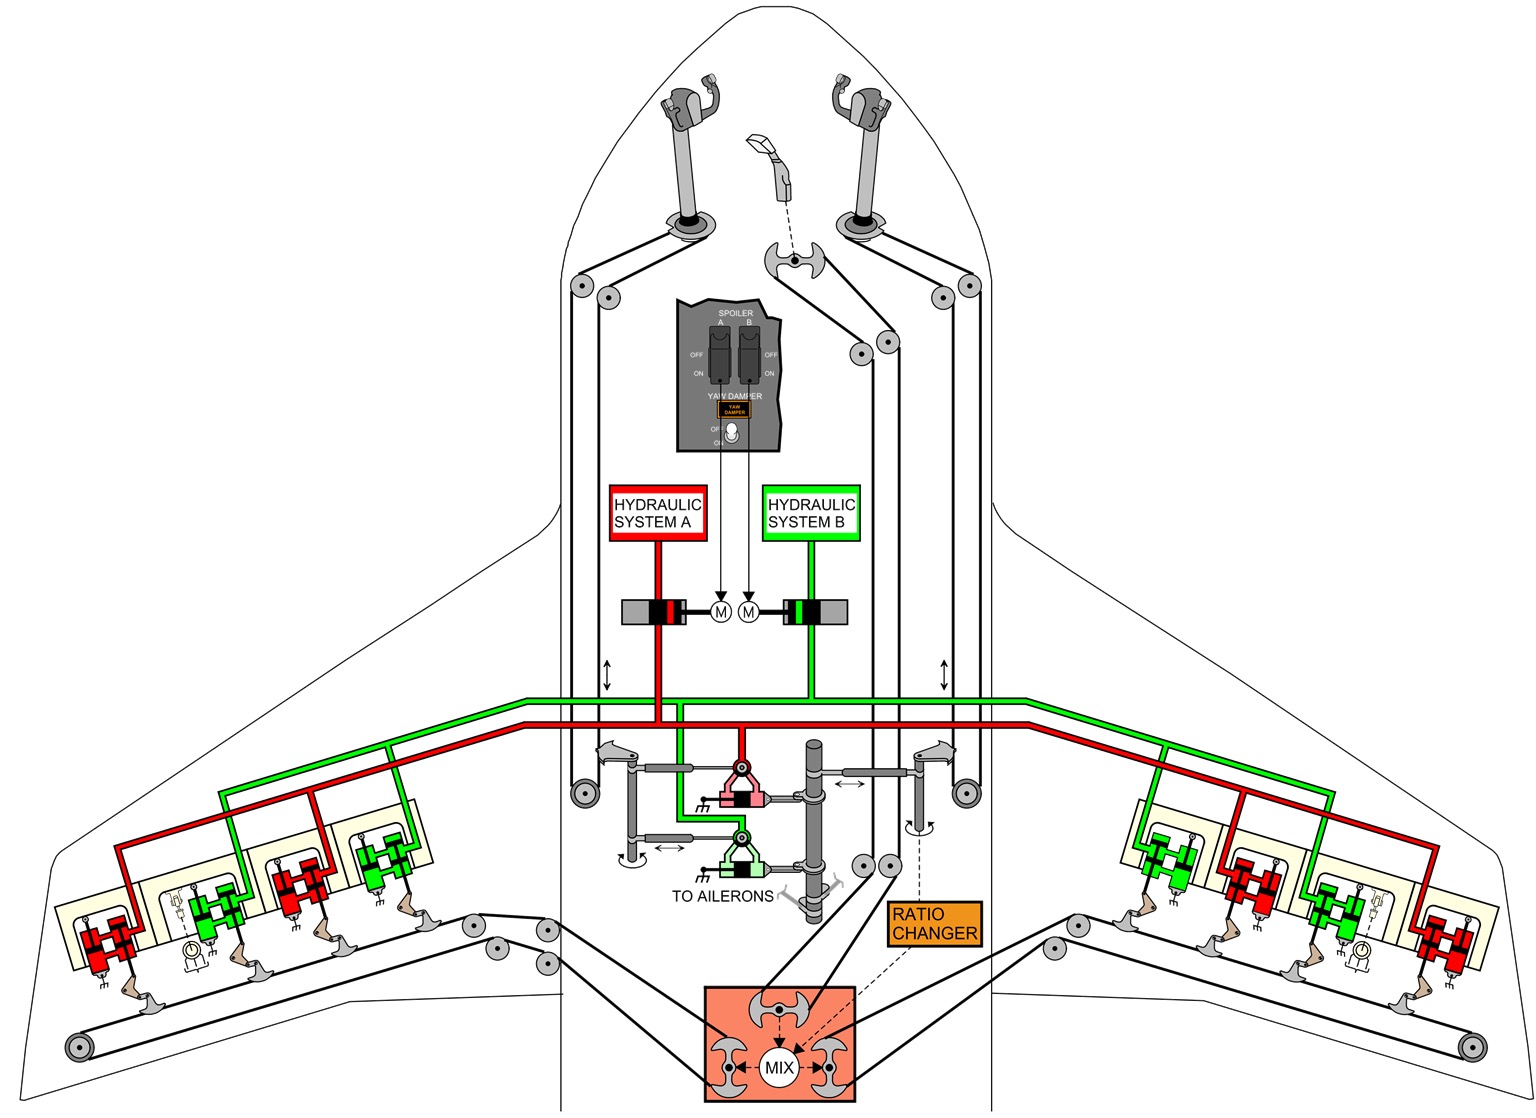 SPOILER
A B
OFF OFF
ON ON
YAW DAMPER
YAW
DAMPER
OFF
ON
HYDRAULIC
SYSTEM A
HYDRAULIC
SYSTEM B
M M
TO AILERONS
RATIO
CHANGER
MIX